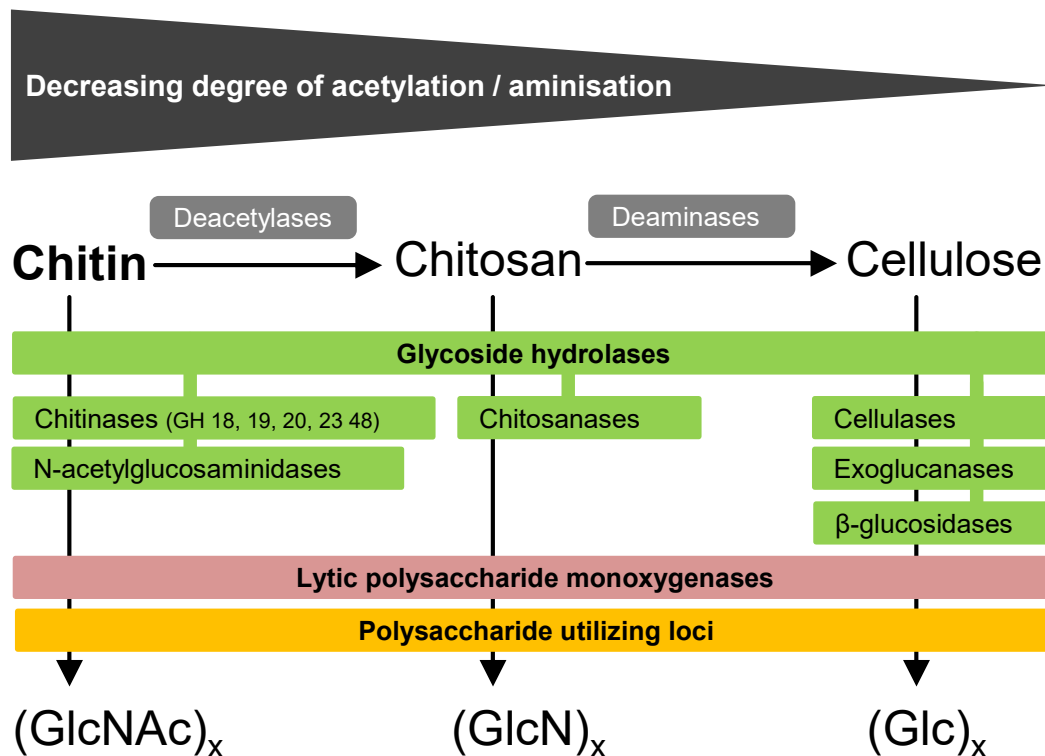 Decreasing degree of acetylation / aminisation
Deacetylases
Deaminases
Chitin
Chitosan
Cellulose
Glycoside hydrolases
Chitinases (GH 18, 19, 20, 23 48)
Chitosanases
Cellulases
N-acetylglucosaminidases
Exoglucanases
β-glucosidases
Lytic polysaccharide monoxygenases
Polysaccharide utilizing loci
(GlcNAc)ₓ
(GlcN)ₓ
(Glc)ₓ